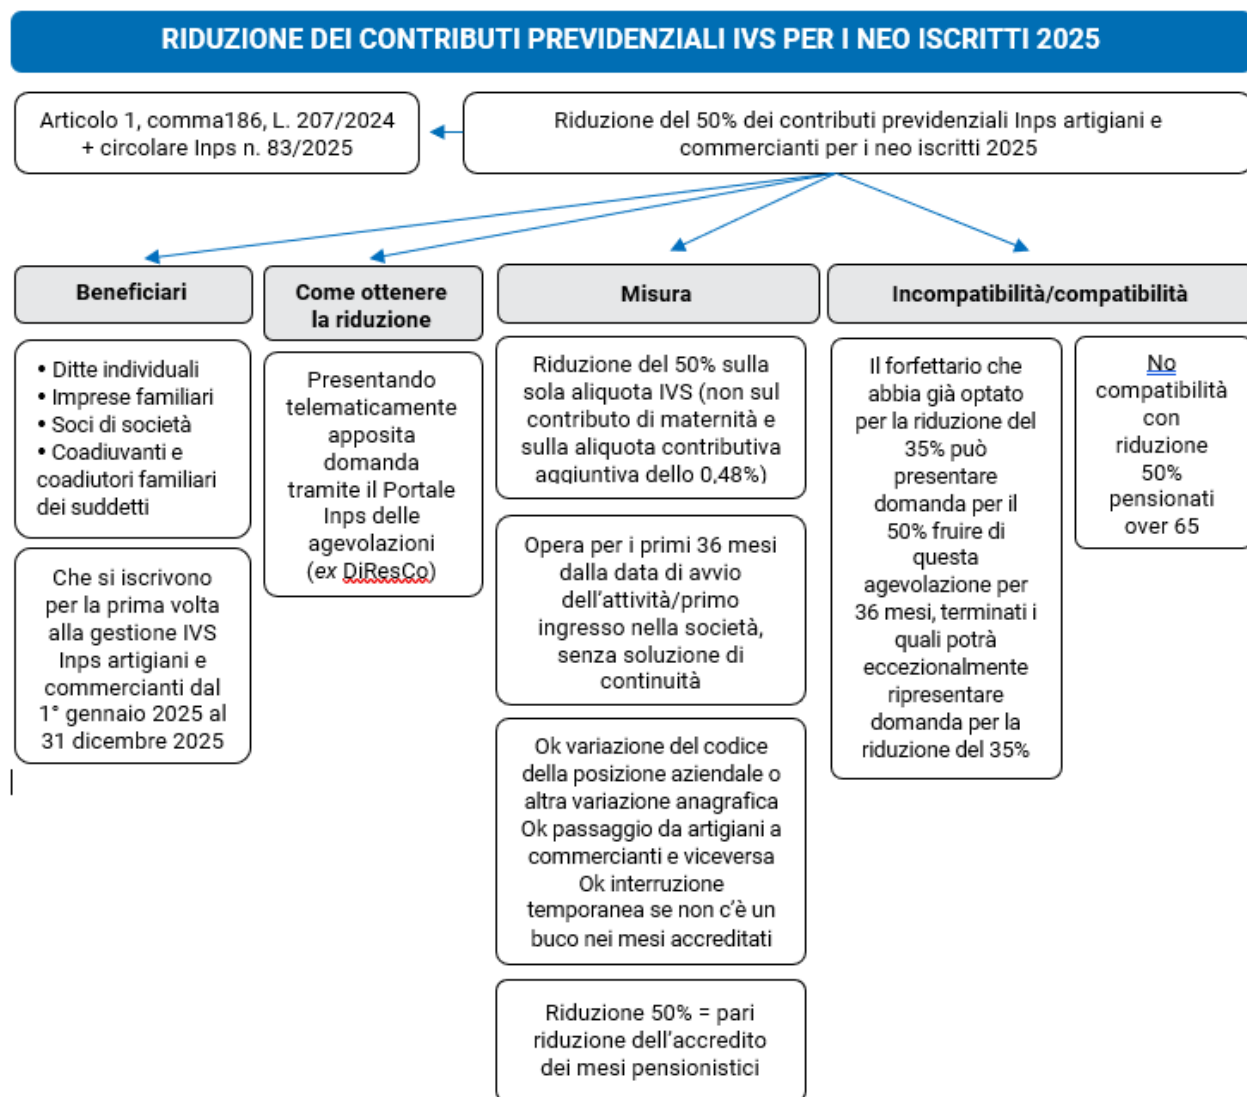 RIDUZIONE DEI CONTRIBUTI PREVIDENZIALI IVS PER I NEO ISCRITTI 2025
Articolo 1, comma186, L. 207/2024
+ circolare Inps n. 83/2025
Riduzione del 50% dei contributi previdenziali Inps artigiani e
commercianti per i neo iscritti 2025
Beneficiari
• Ditte individuali
• Imprese familiari
• Soci di società
• Coadiuvanti e
coadiutori familiari
dei suddetti
Che si iscrivono
per la prima volta
alla gestione IVS
Inps artigiani e
commercianti dal
1° gennaio 2025 al
31 dicembre 2025
Come ottenere
la riduzione
Presentando
telematicamente
apposita
domanda
tramite il Portale
Inps delle
agevolazioni
(ex DiResCo)
Misura
Riduzione del 50% sulla
sola aliquota IVS (non sul
contributo di maternità e
sulla aliquota contributiva
aggiuntiva dello 0,48%)
Opera per i primi 36 mesi
dalla data di avvio
dell'attività/primo
ingresso nella società,
senza soluzione di
continuità
Ok variazione del codice
della posizione aziendale o
altra variazione anagrafica
Ok passaggio da artigiani a
commercianti e viceversa
Ok interruzione
temporanea se non c'è un
buco nei mesi accreditati
Riduzione 50% = pari
riduzione dell'accredito
dei mesi pensionistici
Incompatibilità/compatibilità
Il forfettario che
abbia già optato
per la riduzione del
35% può
presentare
domanda per il
50% fruire di
questa
agevolazione per
36 mesi, terminati i
quali potrà
eccezionalmente
ripresentare
domanda per la
riduzione del 35%
No
compatibilità
con
riduzione
50%
pensionati
over 65